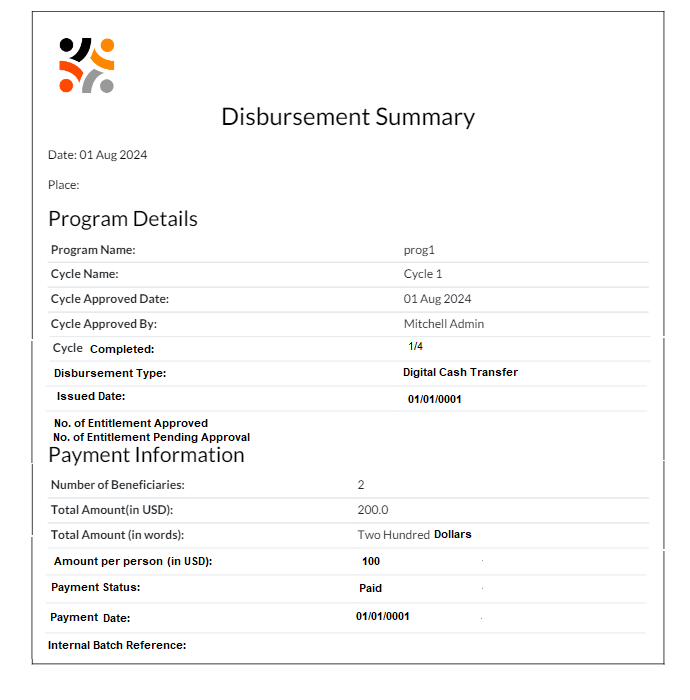 Disbursement Summary
Date: 01 Aug 2024
Place:
Program Details
Program Name: prog1
Cycle Name: Cycle 1
Cycle Approved Date: 01 Aug 2024
Cycle Approved By: Mitchell Admin
Cycle Completed: 1/4
Disbursement Type: Digital Cash Transfer
Issued Date: 01/01/0001
No. of Entitlement Approved
No. of Entitlement Pending Approval
Payment Information
Number of Beneficiaries: 2
Total Amount(in USD): 200.0
Total Amount (in words): Two Hundred Dollars
Amount per person (in USD): 100
Payment Status: Paid
Payment Date: 01/01/0001
Internal Batch Reference: